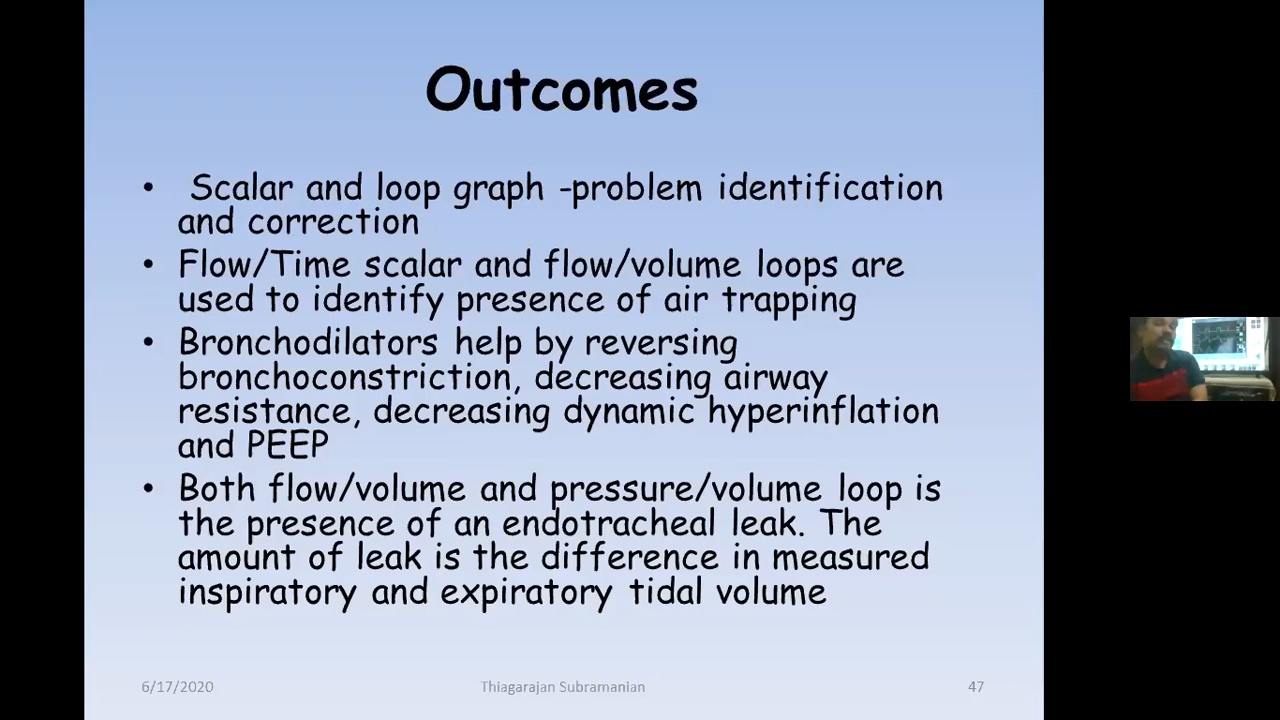 Outcomes
• Scalar and loop graph -problem identification
and correction
• Flow/Time scalar and flow/volume loops are
used to identify presence of air trapping
• Bronchodilators help by reversing
bronchoconstriction, decreasing airway
resistance, decreasing dynamic hyperinflation
and PEEP
• Both flow/volume and pressure/volume loop is
the presence of an endotracheal leak. The
amount of leak is the difference in measured
inspiratory and expiratory tidal volume
6/17/2020 Thiagarajan Subramanian 47